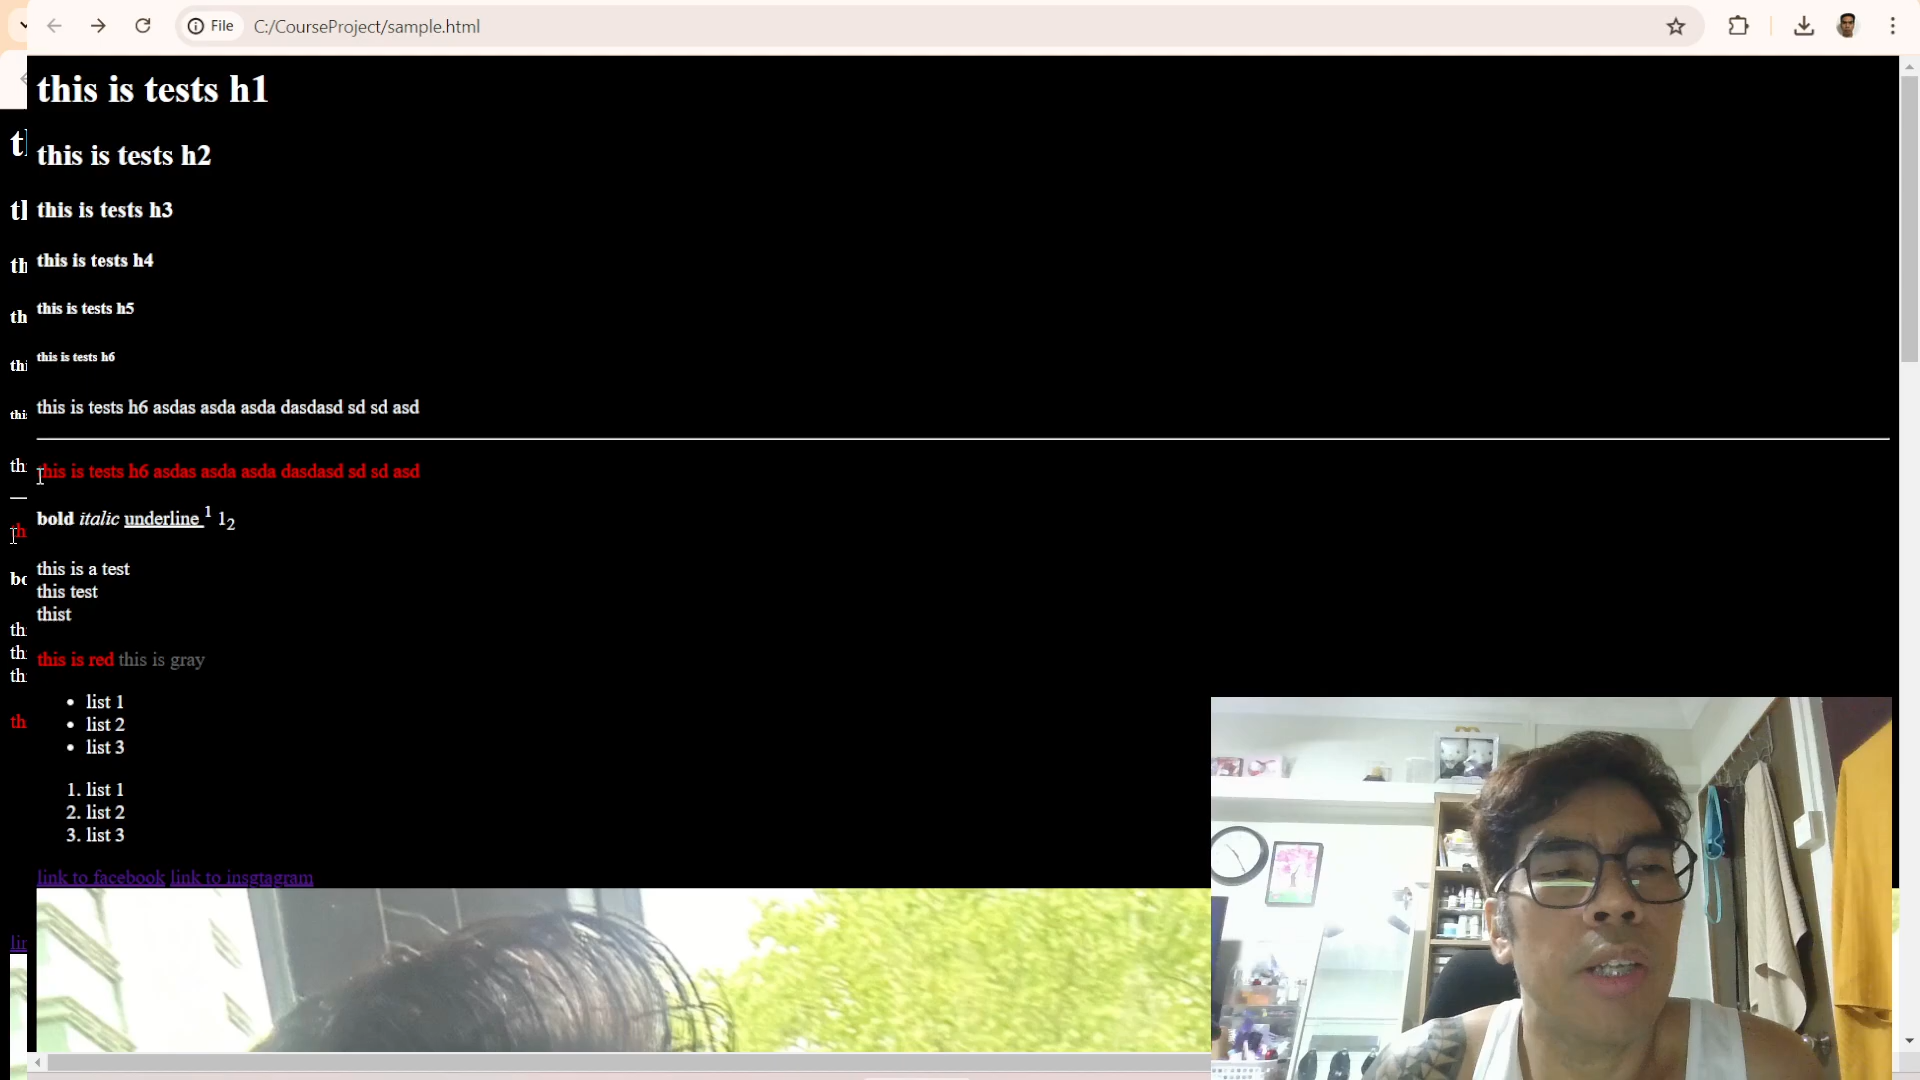 File C:/CourseProject/sample.html
this is tests h1
this is tests h2
this is tests h3
this is tests h4
this is tests h5
this is tests h6
this is tests h6 asdas asda asda dasdasd sd sd asd
this is tests h6 asdas asda asda dasdasd sd sd asd
bold italic underline 1 12
this is a test
this test
thist
this is red this is gray
• list 1
• list 2
• list 3
1. list 1
2. list 2
3. list 3
link to facebook link to insgtagram